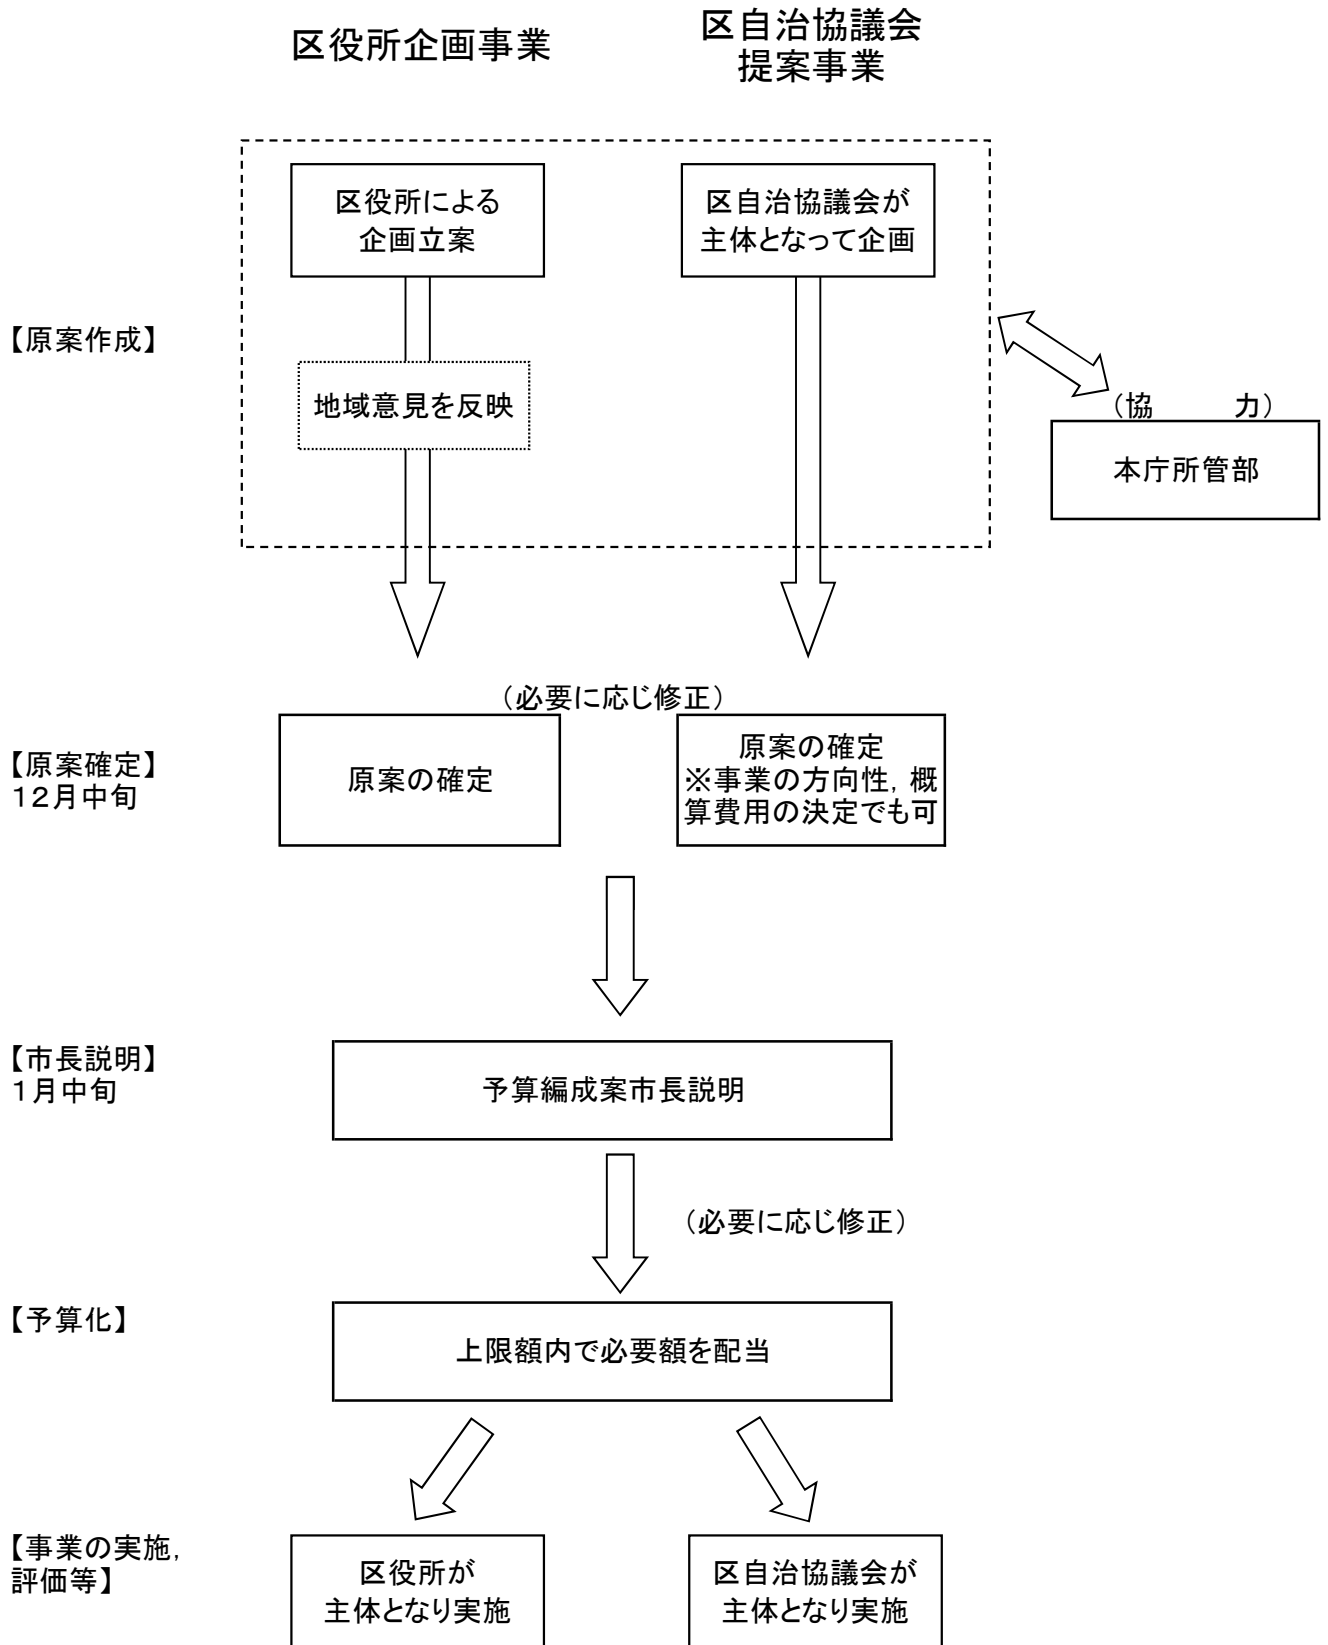 区役所企画事業
区自治協議会
提案事業
区役所による
企画立案
区自治協議会が
主体となって企画
【原案作成】
地域意見を反映
（協　　　力）
本庁所管部
（必要に応じ修正）
【原案確定】
１２月中旬
原案の確定
原案の確定
※事業の方向性，概
算費用の決定でも可
【市長説明】
１月中旬
予算編成案市長説明
（必要に応じ修正）
【予算化】
上限額内で必要額を配当
【事業の実施，
評価等】
区役所が
主体となり実施
区自治協議会が
主体となり実施